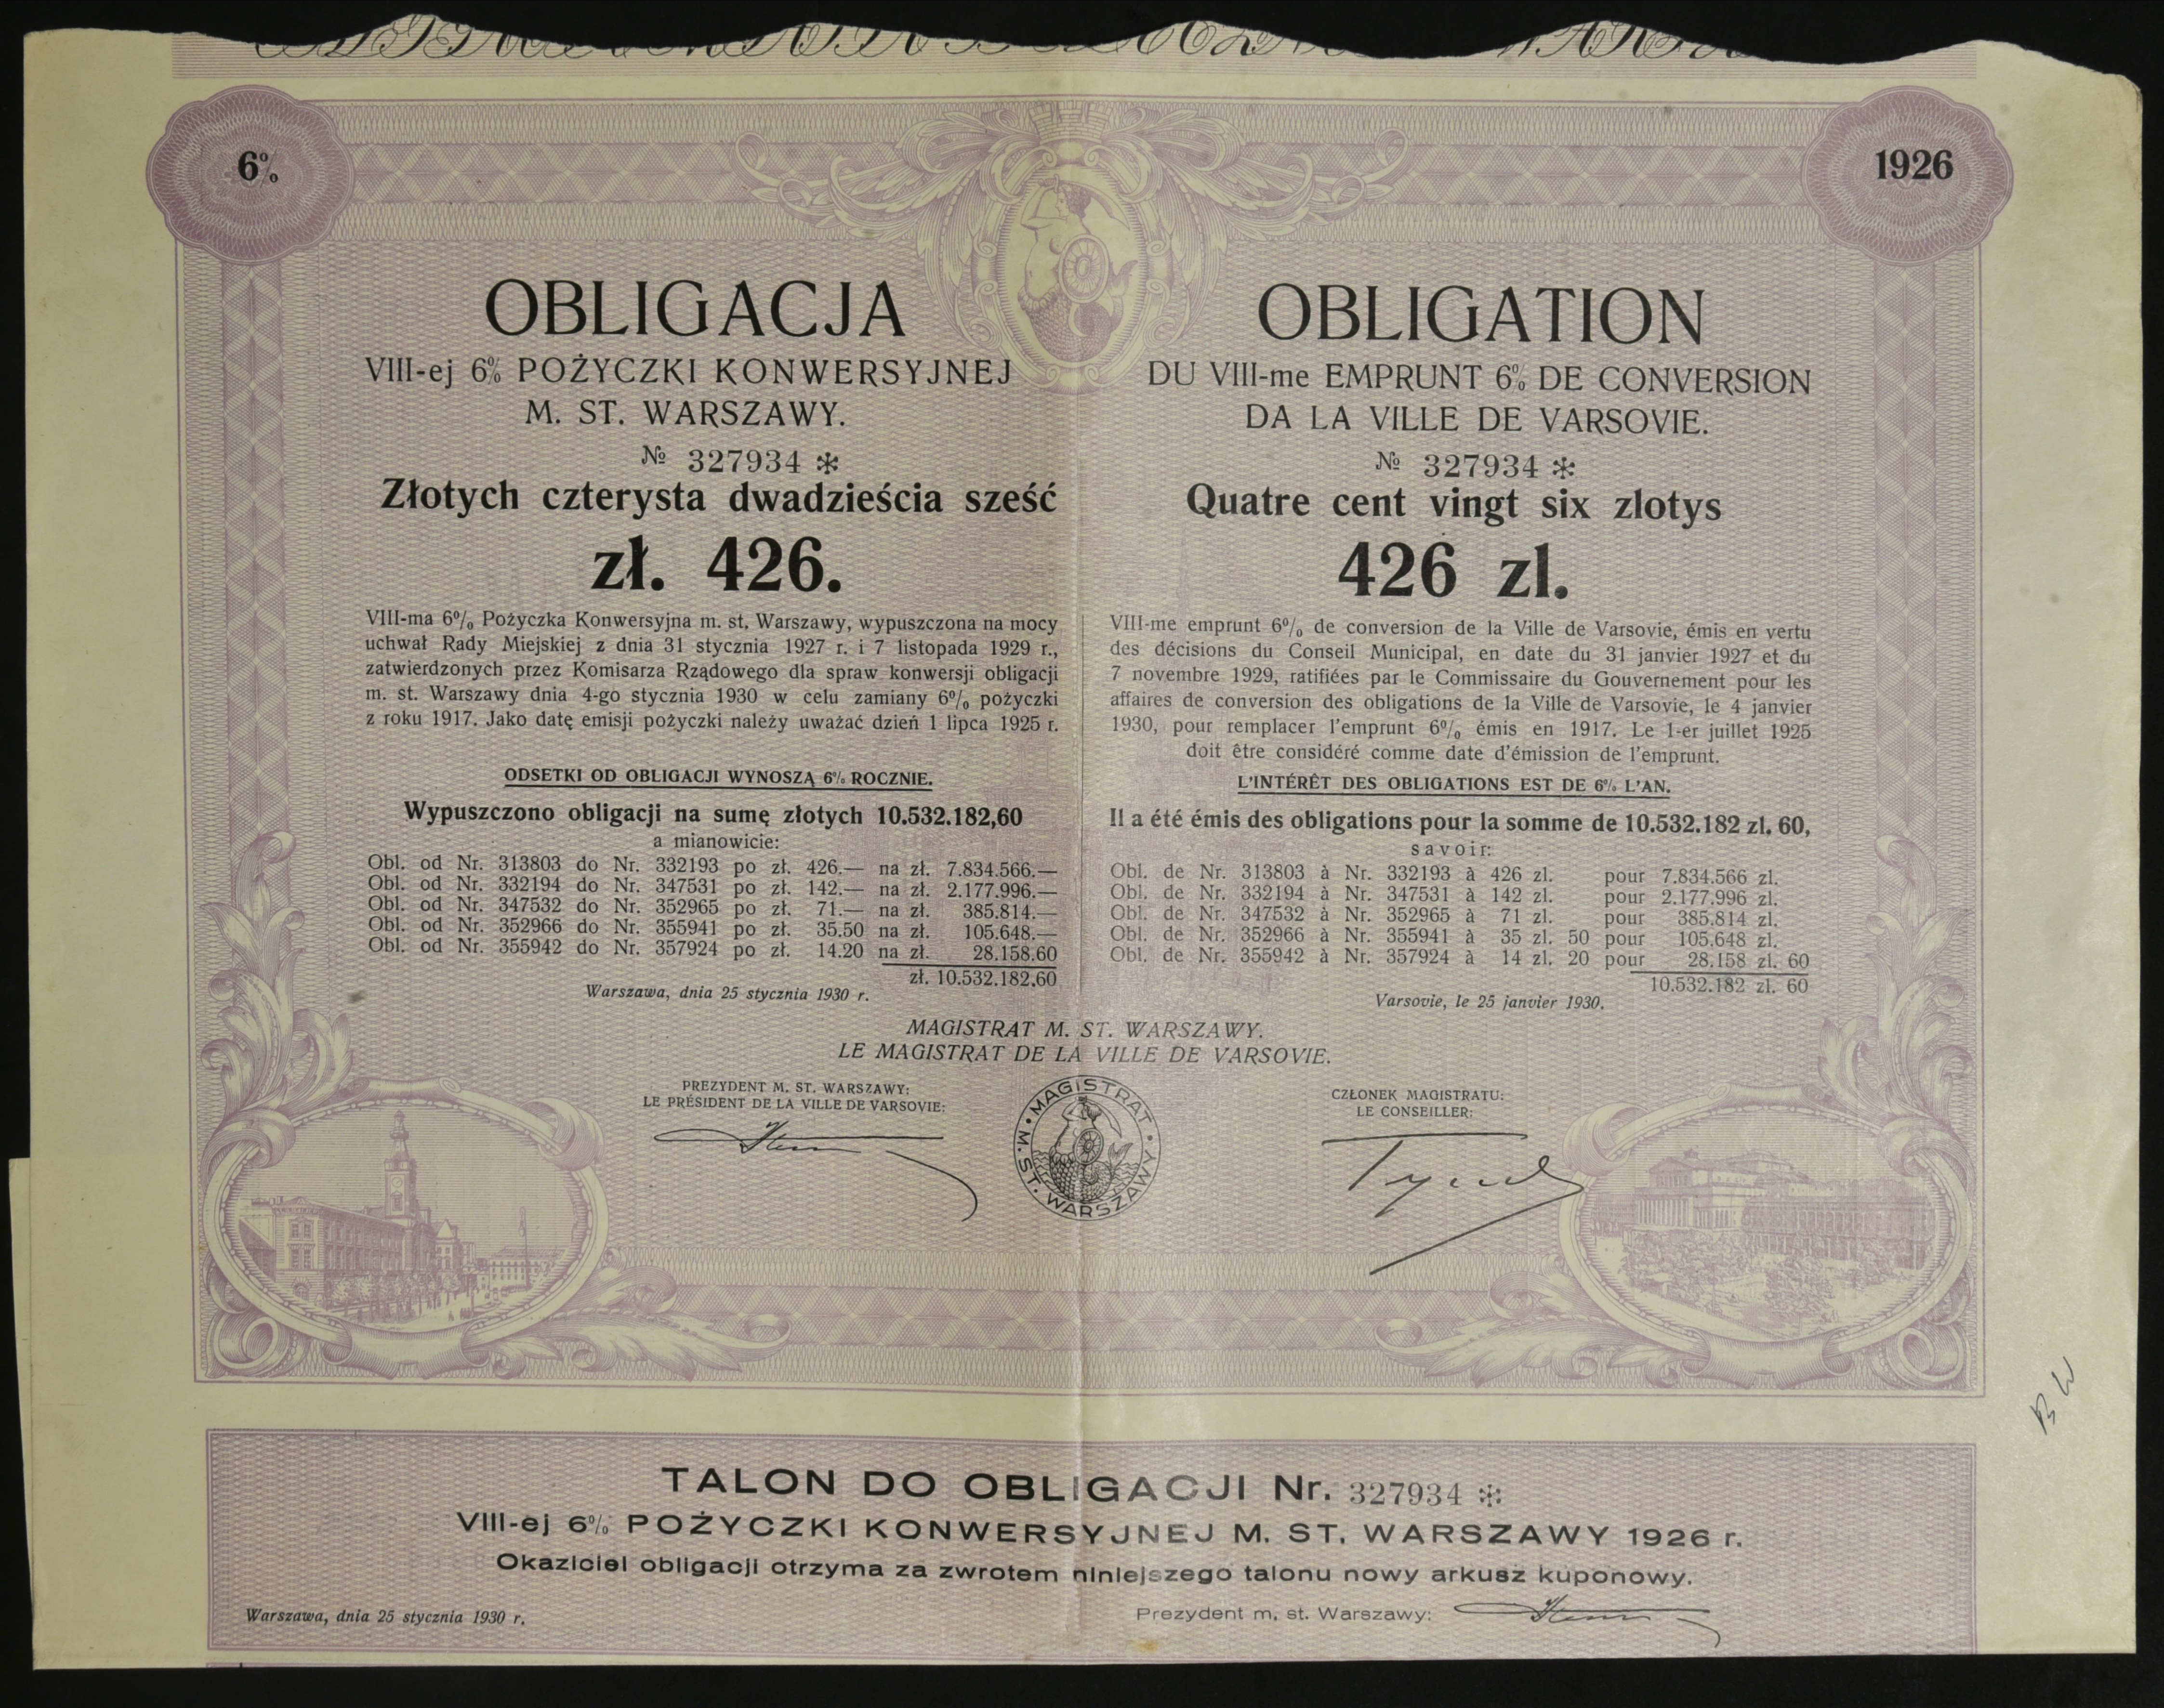 6%
1926
OBLIGACJA
VIII-ej 6% POŻYCZKI KONWERSYJNEJ
M. ST. WARSZAWY.
№ 327934 *
Złotych czterysta dwadzieścia sześć
zł. 426.
VIII-ma 6% Pożyczka Konwersyjna m. st. Warszawy, wypuszczona na mocy
uchwał Rady Miejskiej z dnia 31 stycznia 1927 r. i 7 listopada 1929 r.,
zatwierdzonych przez Komisarza Rządowego dla spraw konwersji obligacji
m. st. Warszawy dnia 4-go stycznia 1930 w celu zamiany 6% pożyczki
z roku 1917. Jako datę emisji pożyczki należy uważać dzień 1 lipca 1925 r.
ODSETKI OD OBLIGACJI WYNOSZĄ 6% ROCZNIE.
Wypuszczono obligacji na sumę złotych 10.532.182,60
a mianowicie:
Obl. od Nr. 313803 do Nr. 332193 po zł. 426.— na zł. 7.834.566.—
Obl. od Nr. 332194 do Nr. 347531 po zł. 142.— na zł. 2.177.996.—
Obl. od Nr. 347532 do Nr. 352965 po zł. 71.— na zł. 385.814.—
Obl. od Nr. 352966 do Nr. 355941 po zł. 35.50 na zł. 105.648.—
Obl. od Nr. 355942 do Nr. 357924 po zł. 14.20 na zł. 28.158.60
zł. 10.532.182.60
Warszawa, dnia 25 stycznia 1930 r.
OBLIGATION
DU VIII-me EMPRUNT 6% DE CONVERSION
DA LA VILLE DE VARSOVIE.
№ 327934 *
Quatre cent vingt six zlotys
426 zl.
VIII-me emprunt 6% de conversion de la Ville de Varsovie, émis en vertu
des décisions du Conseil Municipal, en date du 31 janvier 1927 et du
7 novembre 1929, ratifiées par le Commissaire du Gouvernement pour les
affaires de conversion des obligations de la Ville de Varsovie, le 4 janvier
1930, pour remplacer l'emprunt 6% émis en 1917. Le 1-er juillet 1925
doit être considéré comme date d'émission de l'emprunt.
L'INTÉRÊT DES OBLIGATIONS EST DE 6% L'AN.
Il a été émis des obligations pour la somme de 10.532.182 zl. 60,
savoir:
Obl. de Nr. 313803 à Nr. 332193 à 426 zl. pour 7.834.566 zl.
Obl. de Nr. 332194 à Nr. 347531 à 142 zl. pour 2.177.996 zl.
Obl. de Nr. 347532 à Nr. 352965 à 71 zl. pour 385.814 zl.
Obl. de Nr. 352966 à Nr. 355941 à 35 zl. 50 pour 105.648 zl.
Obl. de Nr. 355942 à Nr. 357924 à 14 zl. 20 pour 28.158 zl. 60
10.532.182 zl. 60
Varsovie, le 25 janvier 1930.
MAGISTRAT M. ST. WARSZAWY.
LE MAGISTRAT DE LA VILLE DE VARSOVIE.
PREZYDENT M. ST. WARSZAWY:
LE PRÉSIDENT DE LA VILLE DE VARSOVIE:
MAGISTRAT • M. ST. WARSZAWY •
CZŁONEK MAGISTRATU:
LE CONSEILLER:
BW
TALON DO OBLIGACJI Nr. 327934 *
VIII-ej 6% POŻYCZKI KONWERSYJNEJ M. ST. WARSZAWY 1926 r.
Okaziciel obligacji otrzyma za zwrotem niniejszego talonu nowy arkusz kuponowy.
Warszawa, dnia 25 stycznia 1930 r.
Prezydent m. st. Warszawy: